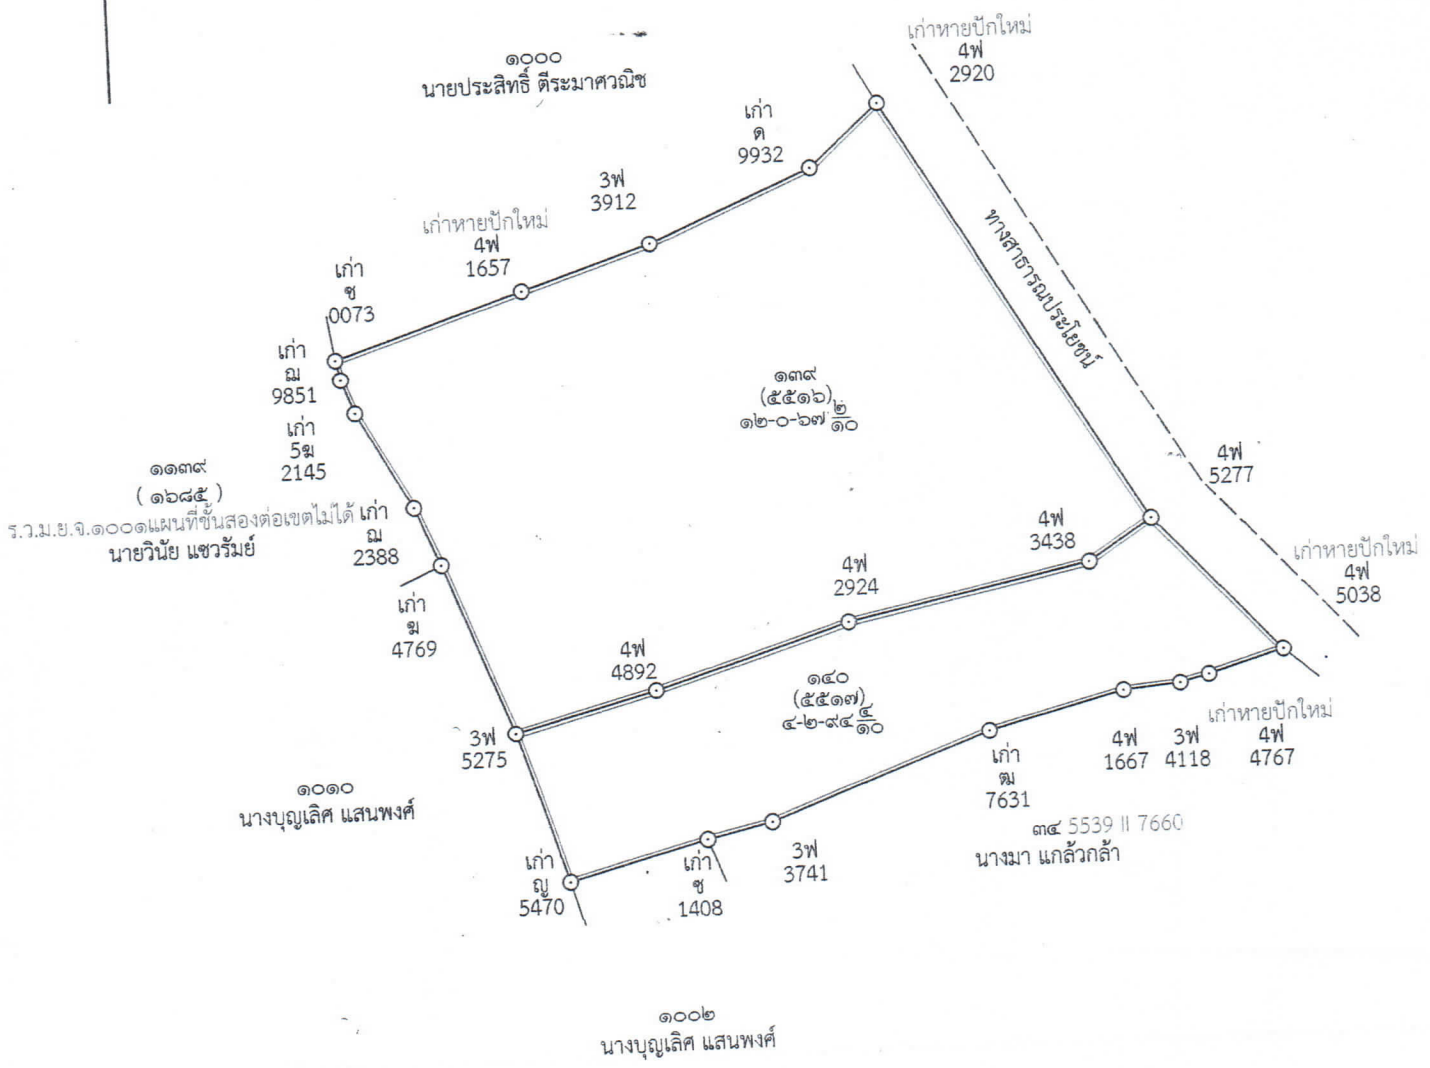 เก่าหายปักใหม่
4ฟ
2920
๑๐๐๐
นายประสิทธิ์ ตีระมาศวณิช
เก่า
ด
9932
3ฟ
3912
เก่าหายปักใหม่
4ฟ
1657
เก่า
ช
0073
ทางสาธารณประโยชน์
เก่า
ฌ
9851
๑๓๙
(๕๕๑๖)
๑๒-๐-๖๗ ๒/๑๐
เก่า
5ฆ
2145
๑๑๓๙
( ๑๖๘๕ )
ร.ว.ม.ย.จ.๑๐๐๑แผนที่ชั้นสองต่อเขตไม่ได้
นายวินัย แซวรัมย์
เก่า
ฌ
2388
4ฟ
5277
4ฟ
3438
เก่าหายปักใหม่
4ฟ
5038
4ฟ
2924
เก่า
ฆ
4769
4ฟ
4892
๑๔๐
(๕๕๑๗)
๔-๒-๙๔ ๔/๑๐
3ฟ
5275
เก่าหายปักใหม่
4ฟ
4767
4ฟ
1667
3ฟ
4118
เก่า
ฒ
7631
๑๐๑๐
นางบุญเลิศ แสนพงศ์
๓๔ 5539 II 7660
นางมา แกล้วกล้า
3ฟ
3741
เก่า
ญ
5470
เก่า
ซ
1408
๑๐๐๒
นางบุญเลิศ แสนพงศ์